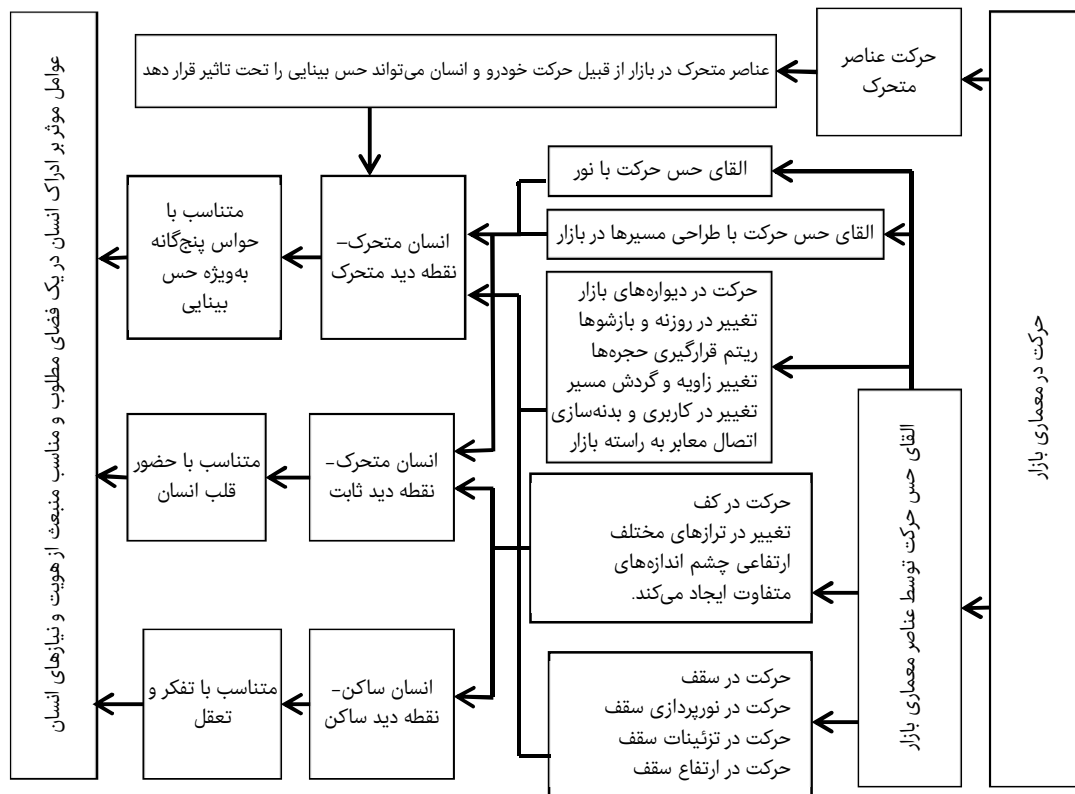 حرکت در معماری بازار
حرکت عناصر
متحرک
عناصر متحرک در بازار از قبیل حرکت خودرو و انسان می‌تواند حس بینایی را تحت تاثیر قرار دهد
القای حس حرکت توسط عناصر معماری بازار
القای حس حرکت با نور
القای حس حرکت با طراحی مسیرها در بازار
حرکت در دیواره‌های بازار
تغییر در روزنه و بازشوها
ریتم قرارگیری حجره‌ها
تغییر زاویه و گردش مسیر
تغییر در کاربری و بدنه‌سازی
اتصال معابر به راسته بازار
حرکت در کف
تغییر در ترازهای مختلف
ارتفاعی چشم اندازه‌های
متفاوت ایجاد می‌کند.
حرکت در سقف
حرکت در نورپردازی سقف
حرکت در تزئینات سقف
حرکت در ارتفاع سقف
انسان متحرک–
نقطه دید متحرک
انسان متحرک–
نقطه دید ثابت
انسان ساکن–
نقطه دید ساکن
متناسب با
حواس پنج‌گانه
به‌ویژه حس
بینایی
متناسب با حضور
قلب انسان
متناسب با تفکر و
تعقل
عوامل موثر بر ادراک انسان در یک فضای مطلوب و مناسب منبعث از هویت و نیازهای انسان